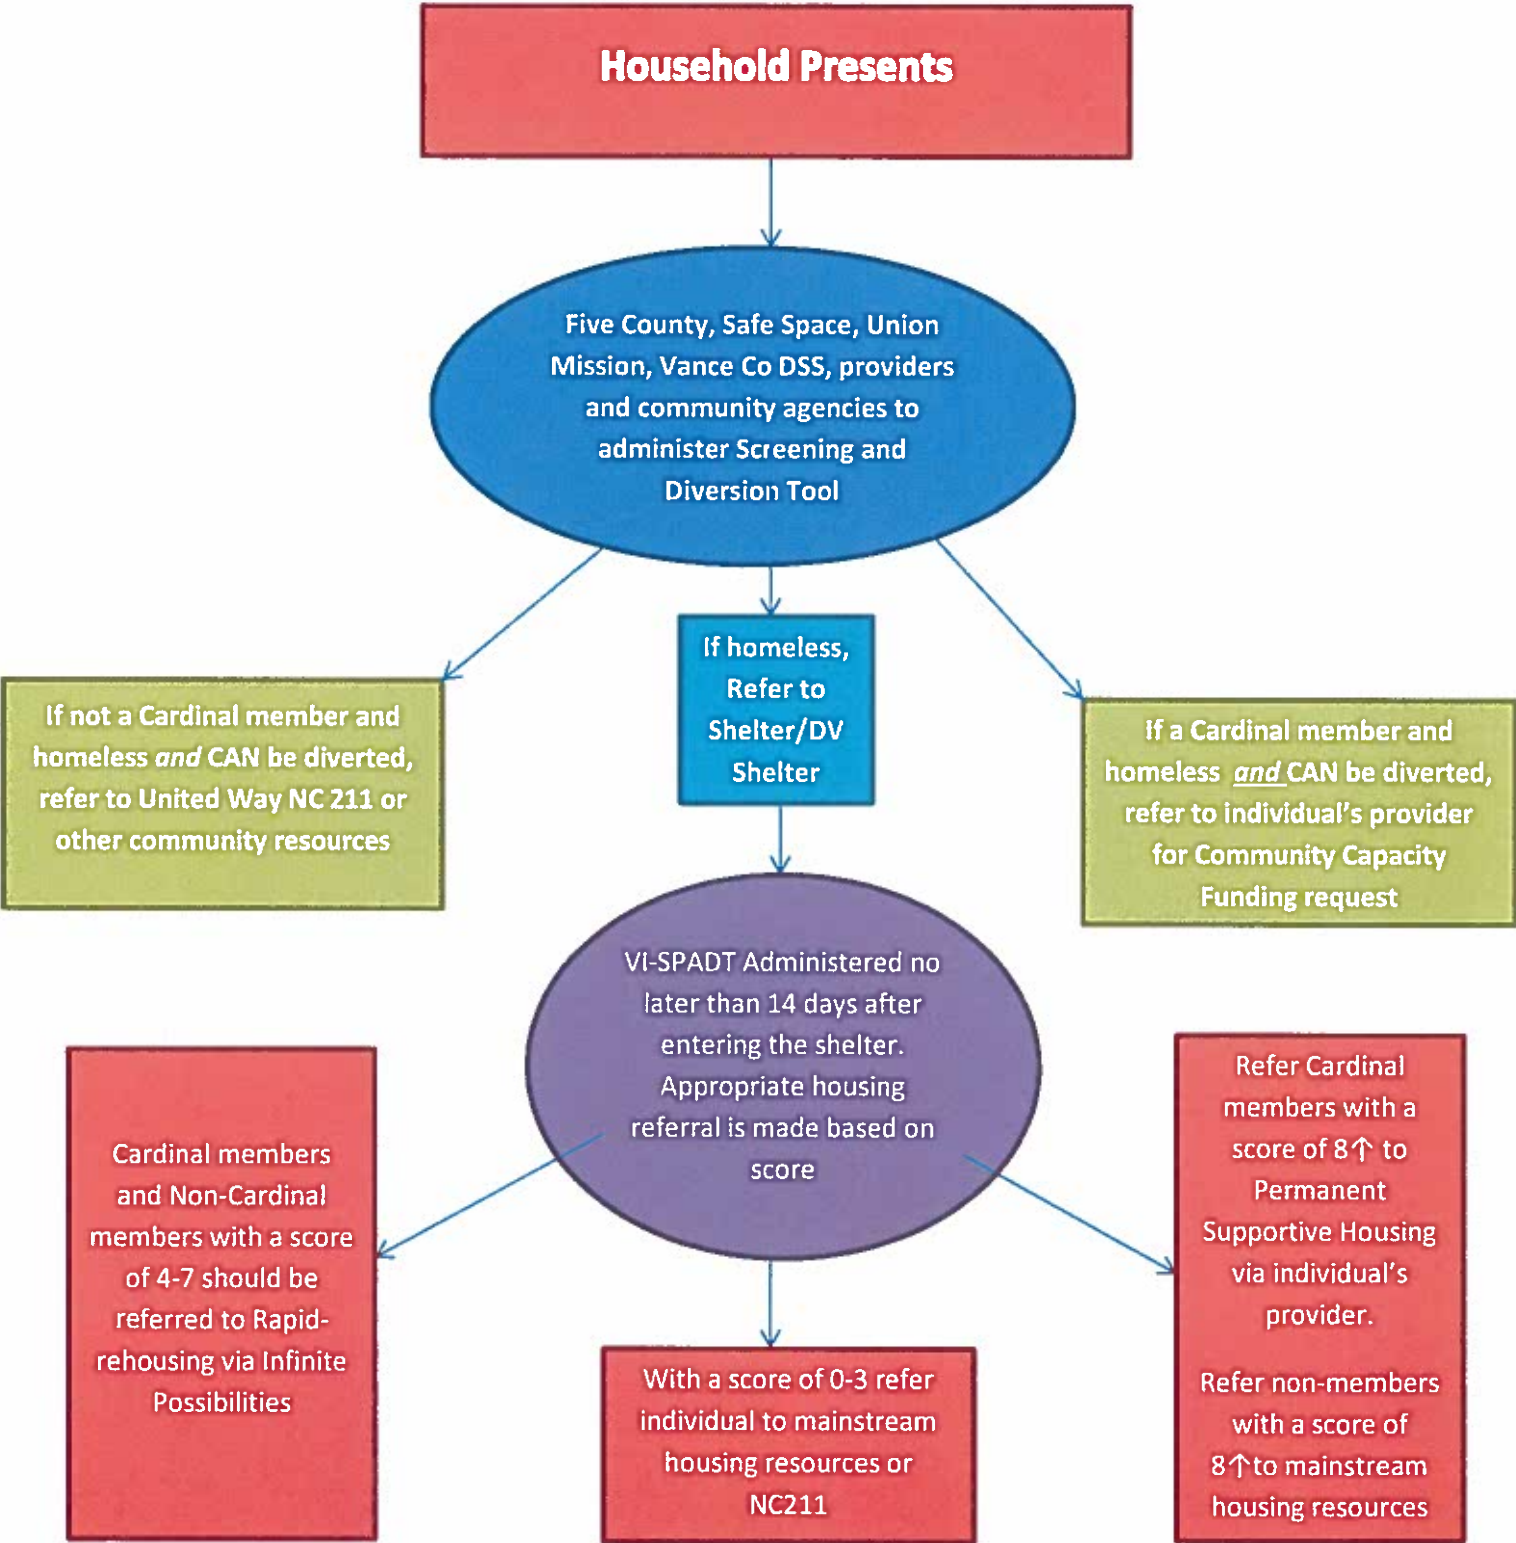 Household Presents
Five County, Safe Space, Union
Mission, Vance Co DSS, providers
and community agencies to
administer Screening and
Diversion Tool
If not a Cardinal member and
homeless and CAN be diverted,
refer to United Way NC 211 or
other community resources
If homeless,
Refer to
Shelter/DV
Shelter
If a Cardinal member and
homeless and CAN be diverted,
refer to individual's provider
for Community Capacity
Funding request
VI-SPADT Administered no
later than 14 days after
entering the shelter.
Appropriate housing
referral is made based on
score
Cardinal members
and Non-Cardinal
members with a score
of 4-7 should be
referred to Rapid-
rehousing via Infinite
Possibilities
With a score of 0-3 refer
individual to mainstream
housing resources or
NC211
Refer Cardinal
members with a
score of 8↑ to
Permanent
Supportive Housing
via individual's
provider.
Refer non-members
with a score of
8↑to mainstream
housing resources